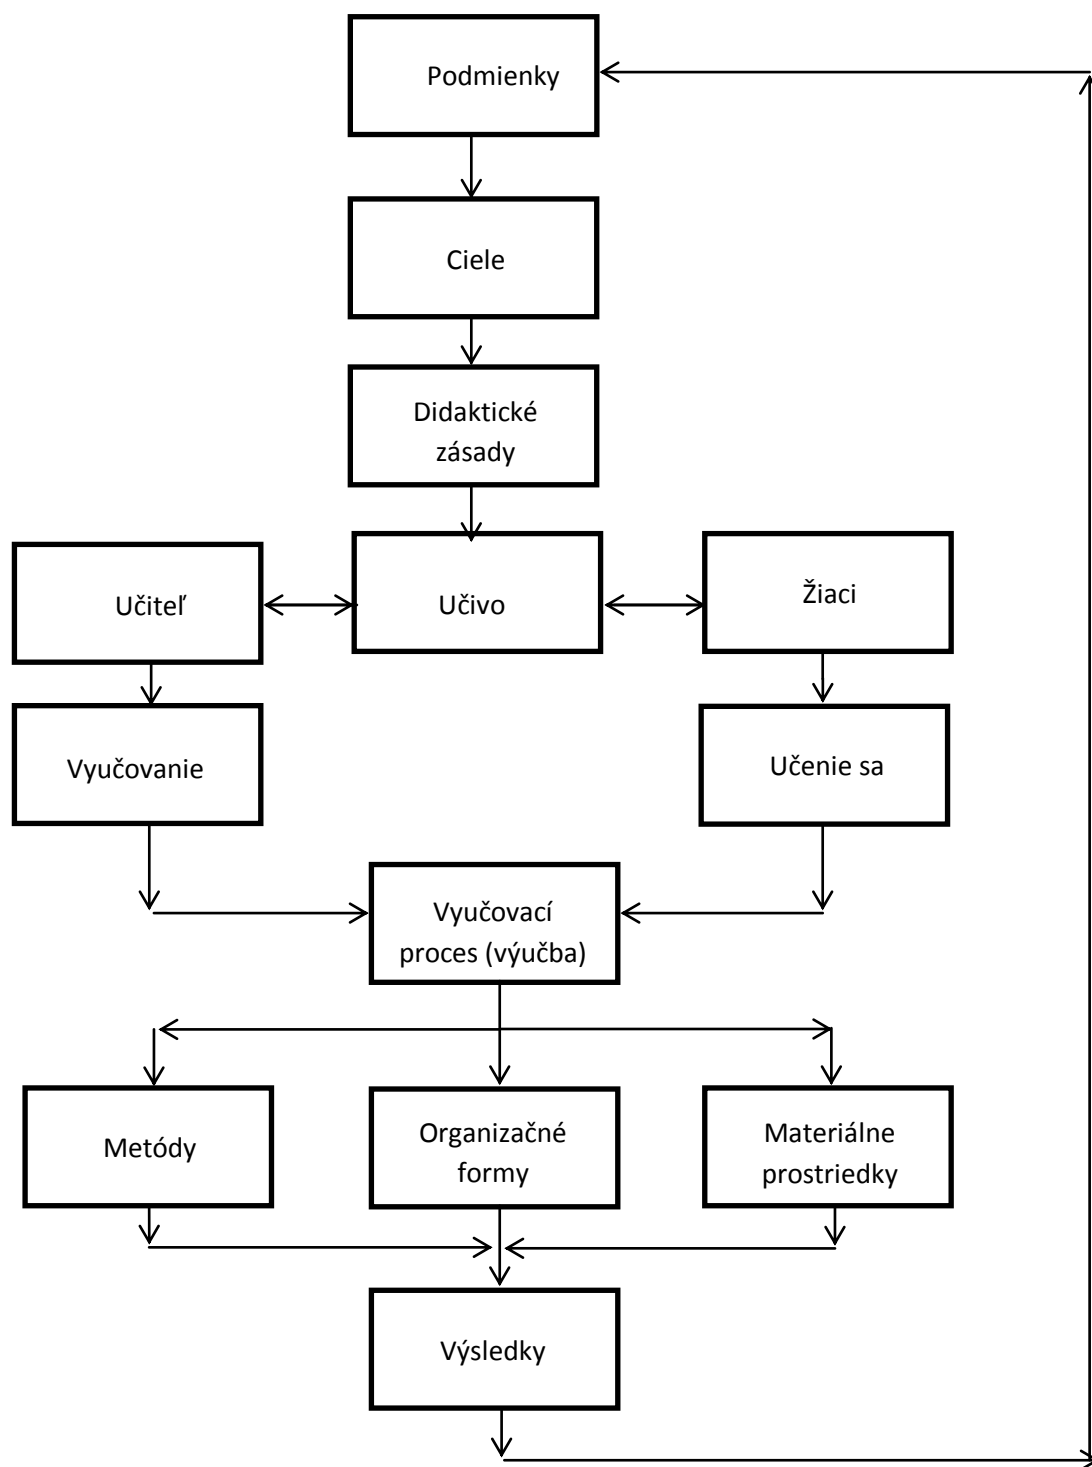 Podmienky
Ciele
Didaktické
zásady
Učiteľ
Učivo
Žiaci
Vyučovanie
Učenie sa
Vyučovací
proces (výučba)
Metódy
Organizačné
formy
Materiálne
prostriedky
Výsledky